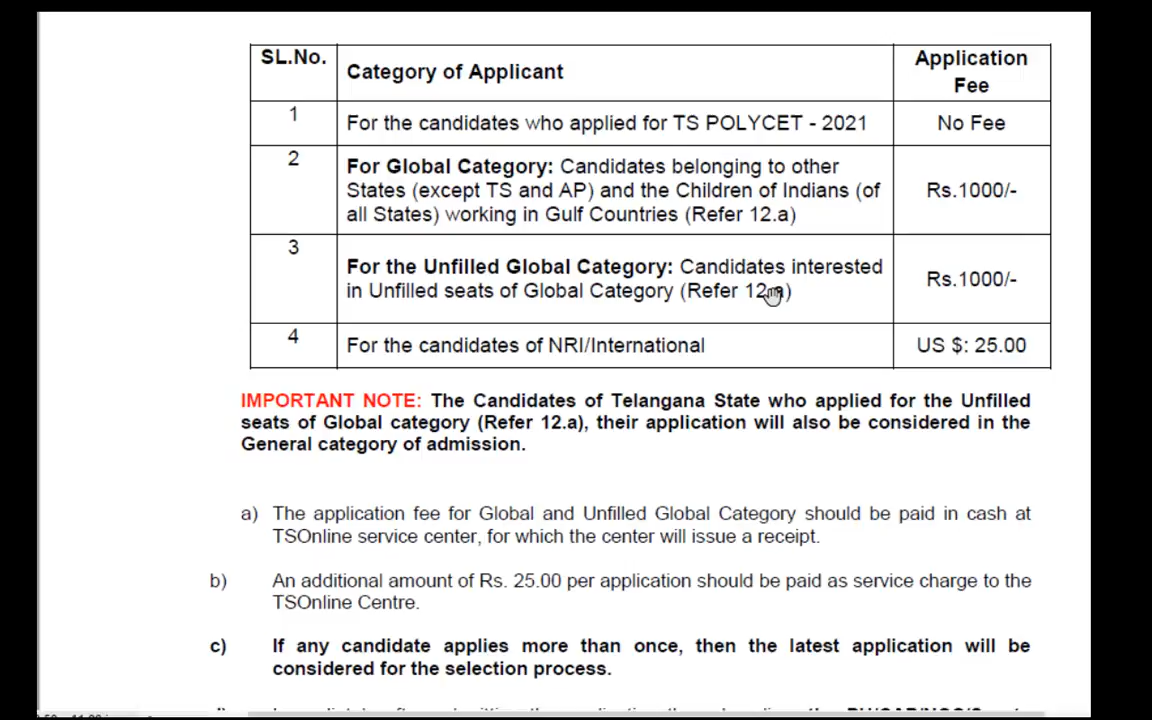 SL.No.
Category of Applicant
Application
Fee
1
For the candidates who applied for TS POLYCET - 2021
No Fee
2
For Global Category: Candidates belonging to other
States (except TS and AP) and the Children of Indians (of
all States) working in Gulf Countries (Refer 12.a)
Rs.1000/-
3
For the Unfilled Global Category: Candidates interested
in Unfilled seats of Global Category (Refer 12.a)
Rs.1000/-
4
For the candidates of NRI/International
US $: 25.00
IMPORTANT NOTE: The Candidates of Telangana State who applied for the Unfilled
seats of Global category (Refer 12.a), their application will also be considered in the
General category of admission.
a) The application fee for Global and Unfilled Global Category should be paid in cash at
TSOnline service center, for which the center will issue a receipt.
b) An additional amount of Rs. 25.00 per application should be paid as service charge to the
TSOnline Centre.
c) If any candidate applies more than once, then the latest application will be
considered for the selection process.